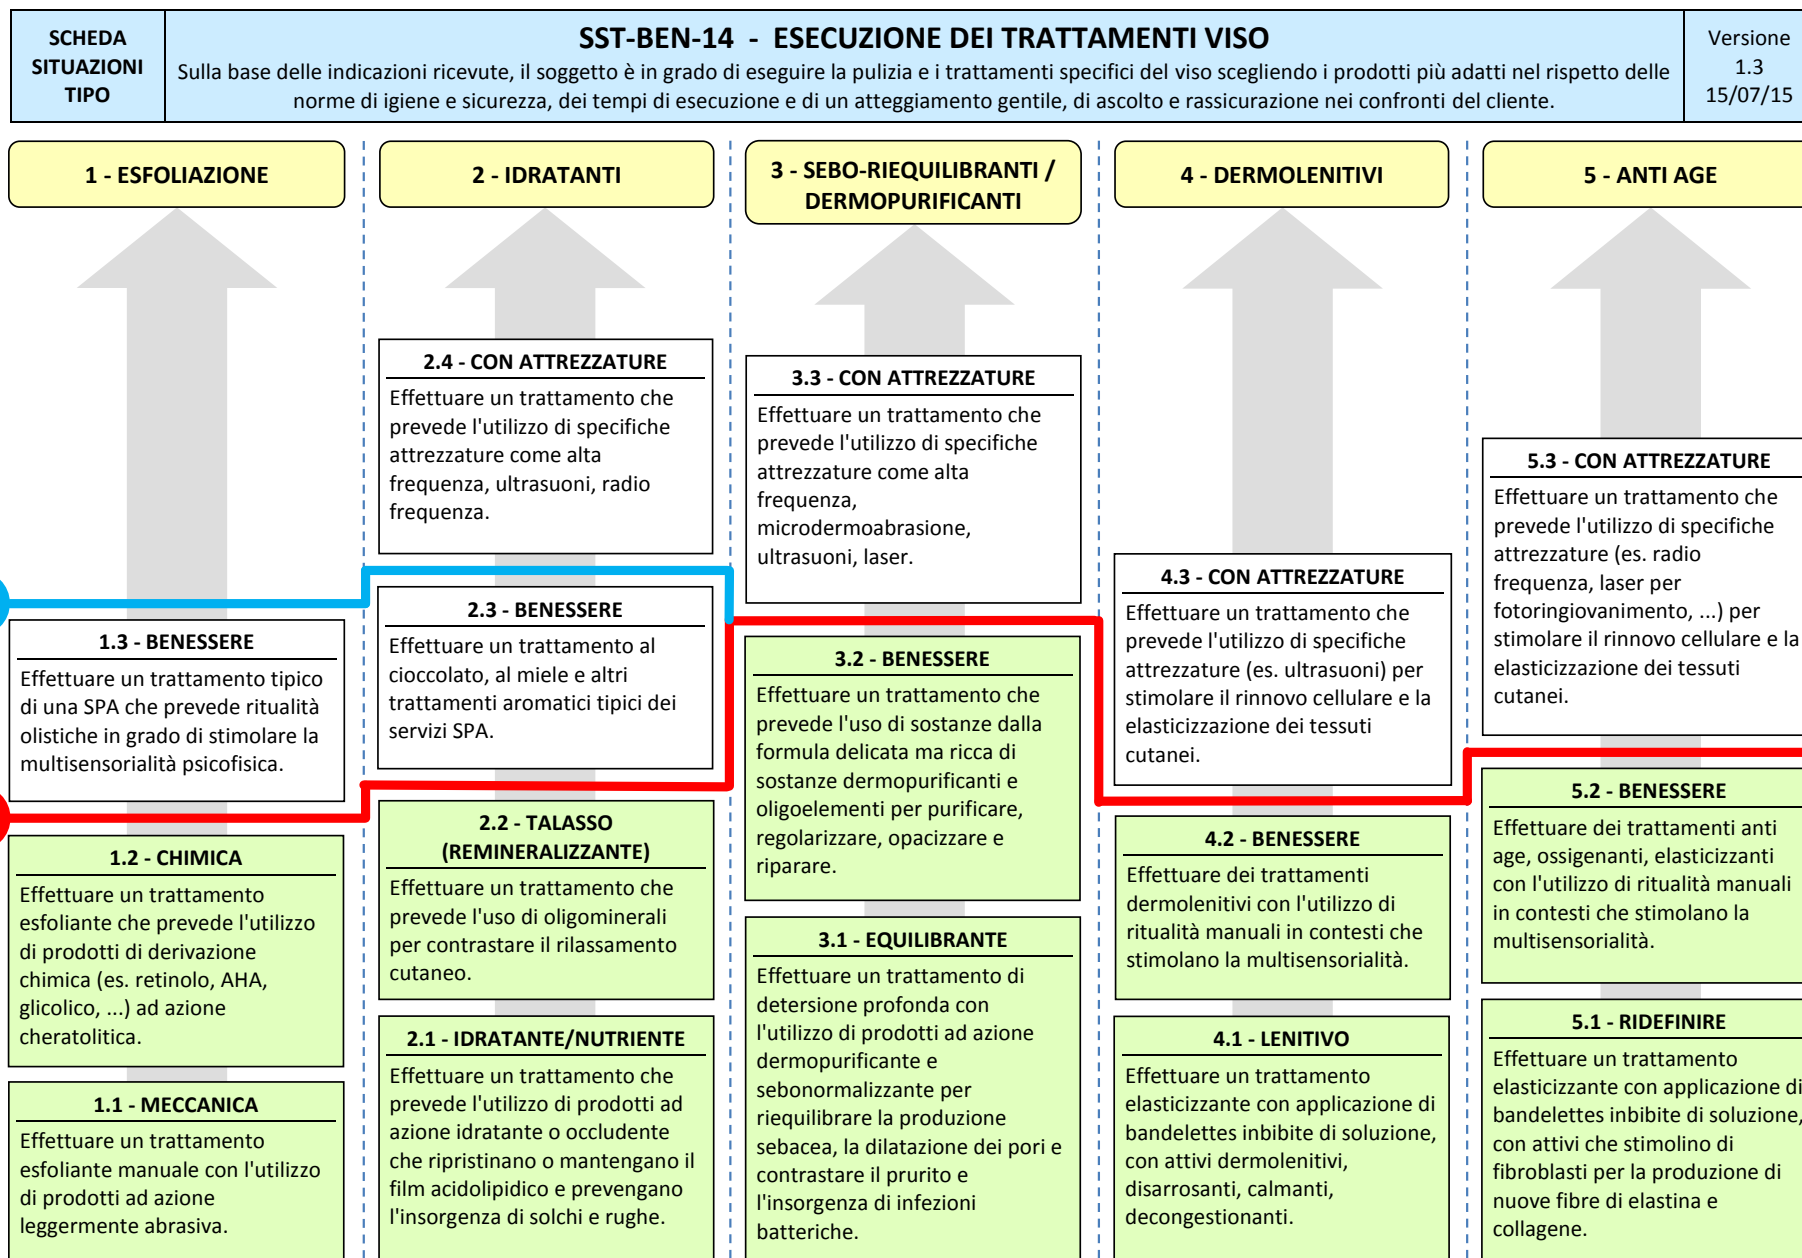 SCHEDA
SITUAZIONI
TIPO
SST-BEN-14 - ESECUZIONE DEI TRATTAMENTI VISO
Sulla base delle indicazioni ricevute, il soggetto è in grado di eseguire la pulizia e i trattamenti specifici del viso scegliendo i prodotti più adatti nel rispetto delle
norme di igiene e sicurezza, dei tempi di esecuzione e di un atteggiamento gentile, di ascolto e rassicurazione nei confronti del cliente.
Versione
1.3
15/07/15
1 - ESFOLIAZIONE
1.3 - BENESSERE
Effettuare un trattamento tipico
di una SPA che prevede ritualità
olistiche in grado di stimolare la
multisensorialità psicofisica.
1.2 - CHIMICA
Effettuare un trattamento
esfoliante che prevede l'utilizzo
di prodotti di derivazione
chimica (es. retinolo, AHA,
glicolico, ...) ad azione
cheratolitica.
1.1 - MECCANICA
Effettuare un trattamento
esfoliante manuale con l'utilizzo
di prodotti ad azione
leggermente abrasiva.
2 - IDRATANTI
2.4 - CON ATTREZZATURE
Effettuare un trattamento che
prevede l'utilizzo di specifiche
attrezzature come alta
frequenza, ultrasuoni, radio
frequenza.
2.3 - BENESSERE
Effettuare un trattamento al
cioccolato, al miele e altri
trattamenti aromatici tipici dei
servizi SPA.
2.2 - TALASSO
(REMINERALIZZANTE)
Effettuare un trattamento che
prevede l'uso di oligominerali
per contrastare il rilassamento
cutaneo.
2.1 - IDRATANTE/NUTRIENTE
Effettuare un trattamento che
prevede l'utilizzo di prodotti ad
azione idratante o occludente
che ripristinano o mantengano il
film acidolipidico e prevengano
l'insorgenza di solchi e rughe.
3 - SEBO-RIEQUILIBRANTI /
DERMOPURIFICANTI
3.3 - CON ATTREZZATURE
Effettuare un trattamento che
prevede l'utilizzo di specifiche
attrezzature come alta
frequenza,
microdermoabrasione,
ultrasuoni, laser.
3.2 - BENESSERE
Effettuare un trattamento che
prevede l'uso di sostanze dalla
formula delicata ma ricca di
sostanze dermopurificanti e
oligoelementi per purificare,
regolarizzare, opacizzare e
riparare.
3.1 - EQUILIBRANTE
Effettuare un trattamento di
detersione profonda con
l'utilizzo di prodotti ad azione
dermopurificante e
sebonormalizzante per
riequilibrare la produzione
sebacea, la dilatazione dei pori e
contrastare il prurito e
l'insorgenza di infezioni
batteriche.
4 - DERMOLENITIVI
4.3 - CON ATTREZZATURE
Effettuare un trattamento che
prevede l'utilizzo di specifiche
attrezzature (es. ultrasuoni) per
stimolare il rinnovo cellulare e la
elasticizzazione dei tessuti
cutanei.
4.2 - BENESSERE
Effettuare dei trattamenti
dermolenitivi con l'utilizzo di
ritualità manuali in contesti che
stimolano la multisensorialità.
4.1 - LENITIVO
Effettuare un trattamento
elasticizzante con applicazione di
bandelettes inbibite di soluzione,
con attivi dermolenitivi,
disarrosanti, calmanti,
decongestionanti.
5 - ANTI AGE
5.3 - CON ATTREZZATURE
Effettuare un trattamento che
prevede l'utilizzo di specifiche
attrezzature (es. radio
frequenza, laser per
fotoringiovanimento, ...) per
stimolare il rinnovo cellulare e la
elasticizzazione dei tessuti
cutanei.
5.2 - BENESSERE
Effettuare dei trattamenti anti
age, ossigenanti, elasticizzanti
con l'utilizzo di ritualità manuali
in contesti che stimolano la
multisensorialità.
5.1 - RIDEFINIRE
Effettuare un trattamento
elasticizzante con applicazione di
bandelettes inbibite di soluzione,
con attivi che stimolino di
fibroblasti per la produzione di
nuove fibre di elastina e
collagene.